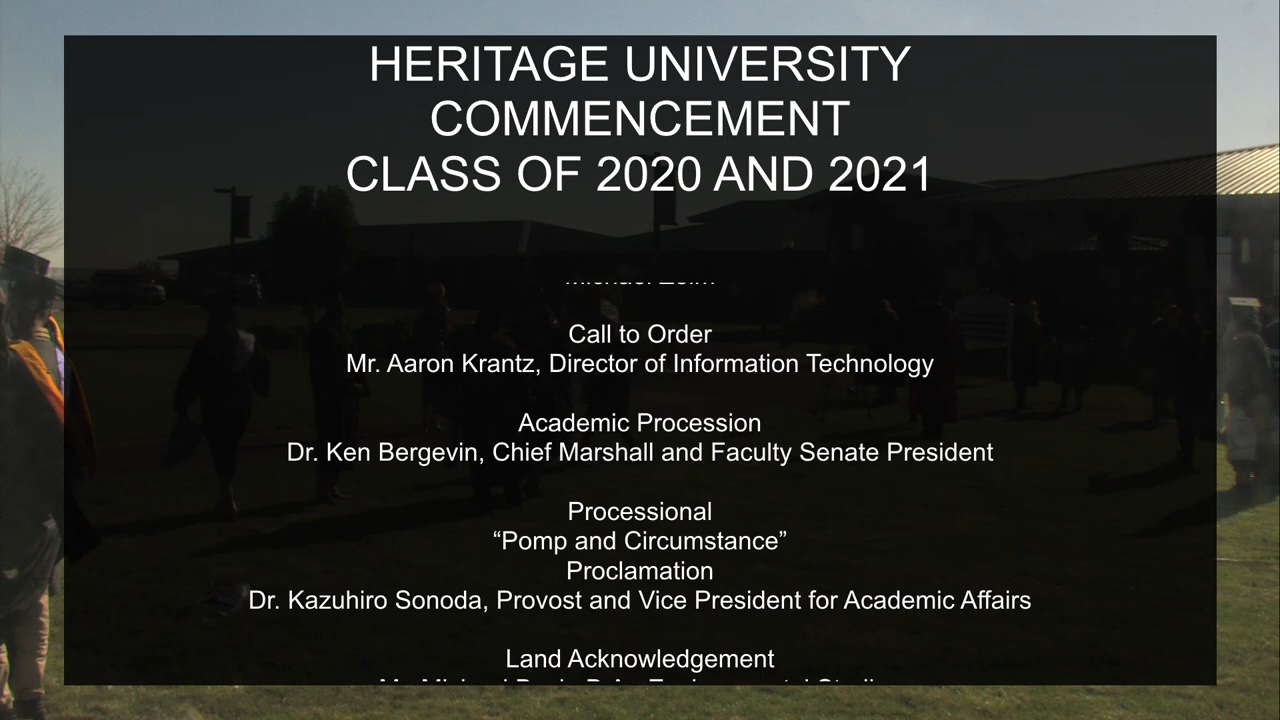 HERITAGE UNIVERSITY
COMMENCEMENT
CLASS OF 2020 AND 2021
Call to Order
Mr. Aaron Krantz, Director of Information Technology
Academic Procession
Dr. Ken Bergevin, Chief Marshall and Faculty Senate President
Processional
“Pomp and Circumstance”
Proclamation
Dr. Kazuhiro Sonoda, Provost and Vice President for Academic Affairs
Land Acknowledgement